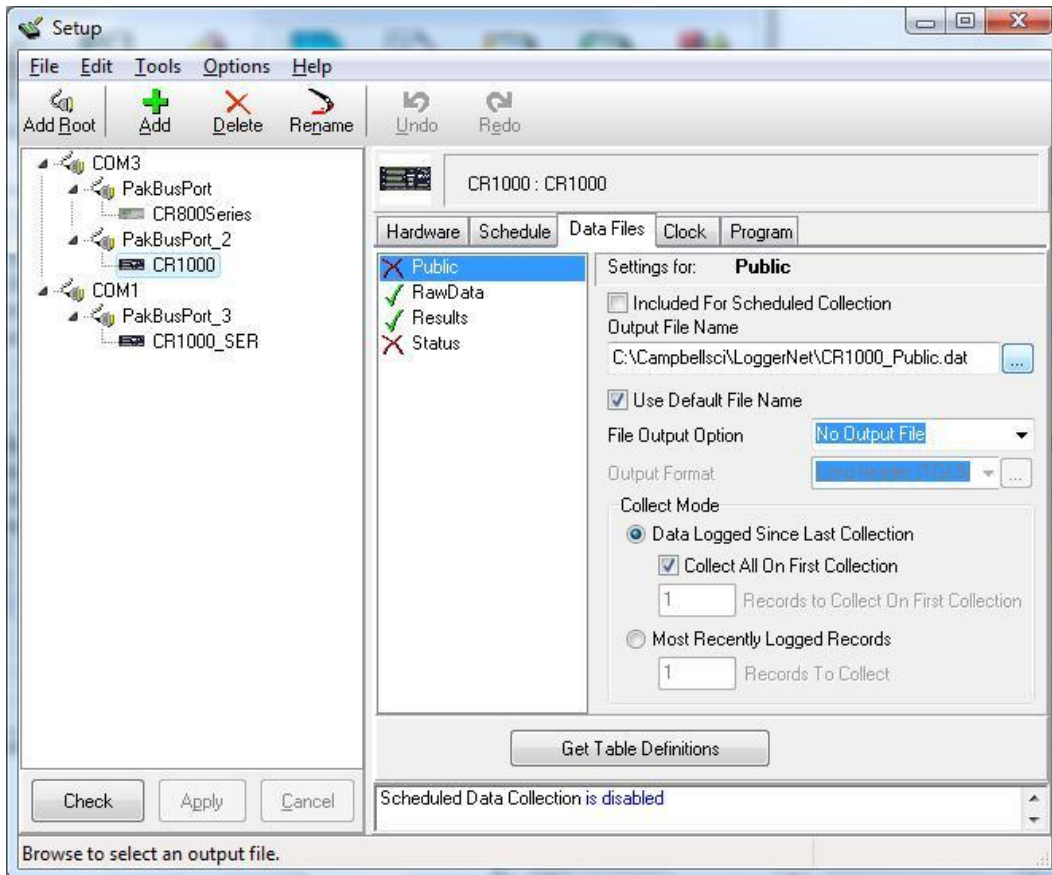 Setup
File Edit Tools Options Help
Add Root Add Delete Rename Undo Redo
COM3
PakBusPort
CR800Series
PakBusPort_2
CR1000
COM1
PakBusPort_3
CR1000_SER
Check Apply Cancel
CR1000 : CR1000
Hardware Schedule Data Files Clock Program
Public
RawData
Results
Status
Settings for: Public
Included For Scheduled Collection
Output File Name
C:\Campbellsci\LoggerNet\CR1000_Public.dat ...
Use Default File Name
File Output Option No Output File
Output Format ...
Collect Mode
Data Logged Since Last Collection
Collect All On First Collection
1 Records to Collect On First Collection
Most Recently Logged Records
1 Records To Collect
Get Table Definitions
Scheduled Data Collection is disabled
Browse to select an output file.